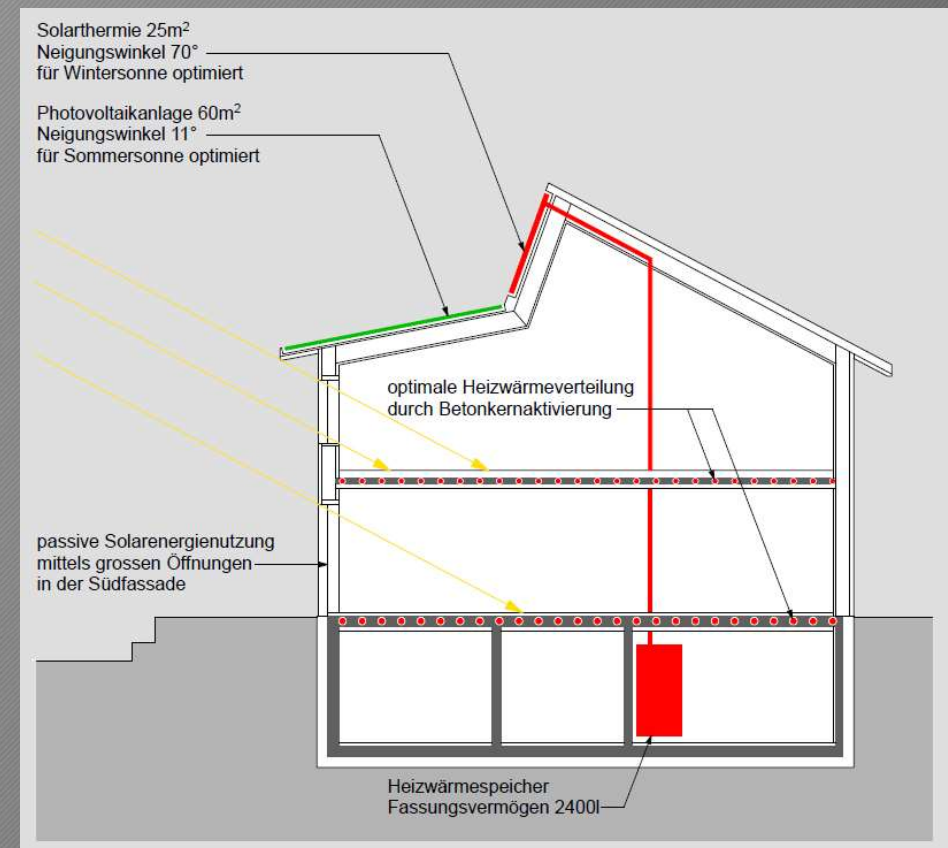 Solarthermie 25m²
Neigungswinkel 70°
für Wintersonne optimiert
Photovoltaikanlage 60m²
Neigungswinkel 11°
für Sommersonne optimiert
optimale Heizwärmeverteilung
durch Betonkernaktivierung
passive Solarenergienutzung
mittels grossen Öffnungen
in der Südfassade
Heizwärmespeicher
Fassungsvermögen 2400l